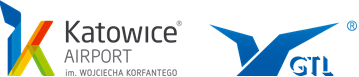 Katowice®
AIRPORT
im. WOJCIECHA KORFANTEGO
®
GTL